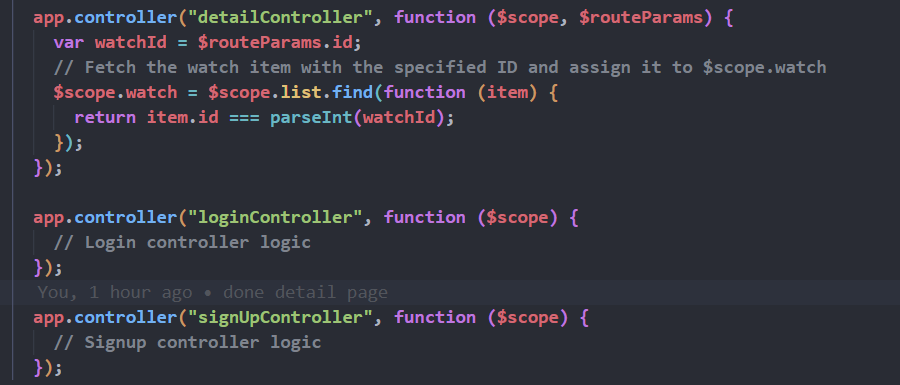 app.controller("detailController", function ($scope, $routeParams) {
  var watchId = $routeParams.id;
  // Fetch the watch item with the specified ID and assign it to $scope.watch
  $scope.watch = $scope.list.find(function (item) {
    return item.id === parseInt(watchId);
  });
});
app.controller("loginController", function ($scope) {
  // Login controller logic
});
You, 1 hour ago • done detail page
app.controller("signUpController", function ($scope) {
  // Signup controller logic
});